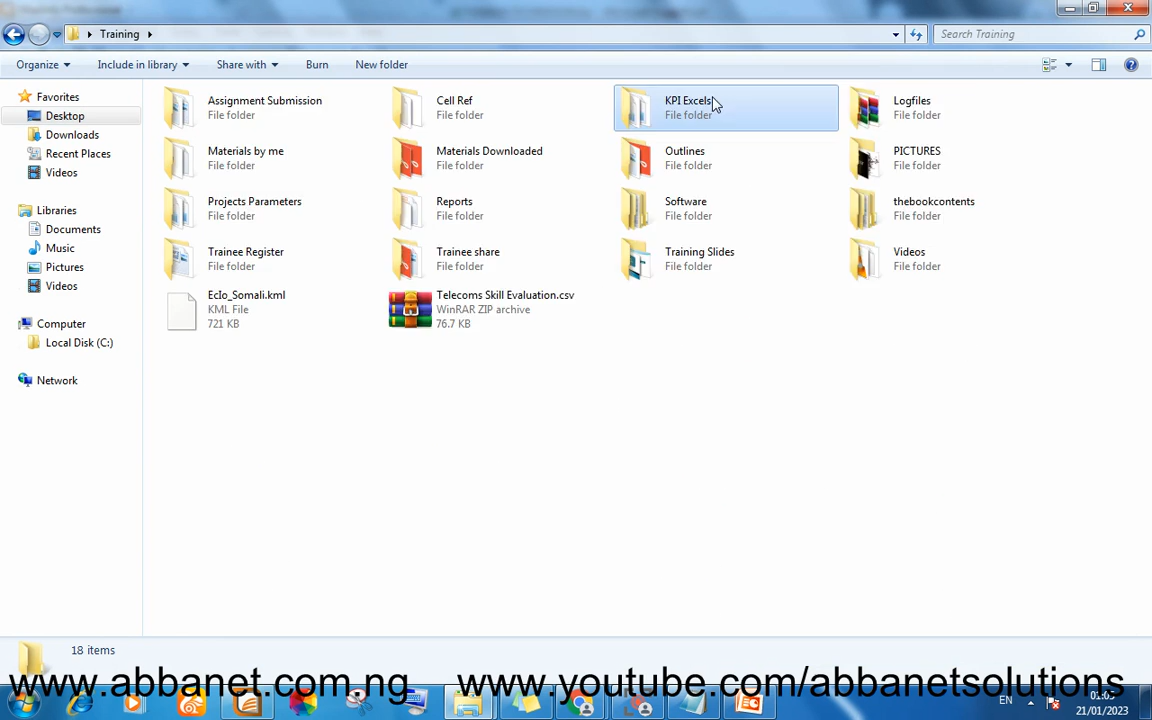 Training
Search Training
Organize
Include in library
Share with
Burn
New folder
Favorites
Desktop
Downloads
Recent Places
Videos
Libraries
Documents
Music
Pictures
Videos
Computer
Local Disk (C:)
Network
Assignment Submission
File folder
Cell Ref
File folder
KPI Excels
File folder
Logfiles
File folder
Materials by me
File folder
Materials Downloaded
File folder
Outlines
File folder
PICTURES
File folder
Projects Parameters
File folder
Reports
File folder
Software
File folder
thebookcontents
File folder
Trainee Register
File folder
Trainee share
File folder
Training Slides
File folder
Videos
File folder
EcIo_Somali.kml
KML File
721 KB
Telecoms Skill Evaluation.csv
WinRAR ZIP archive
76.7 KB
18 items
www.abbanet.com.ng www.youtube.com/abbanetsolutions
EN
01:05
21/01/2023